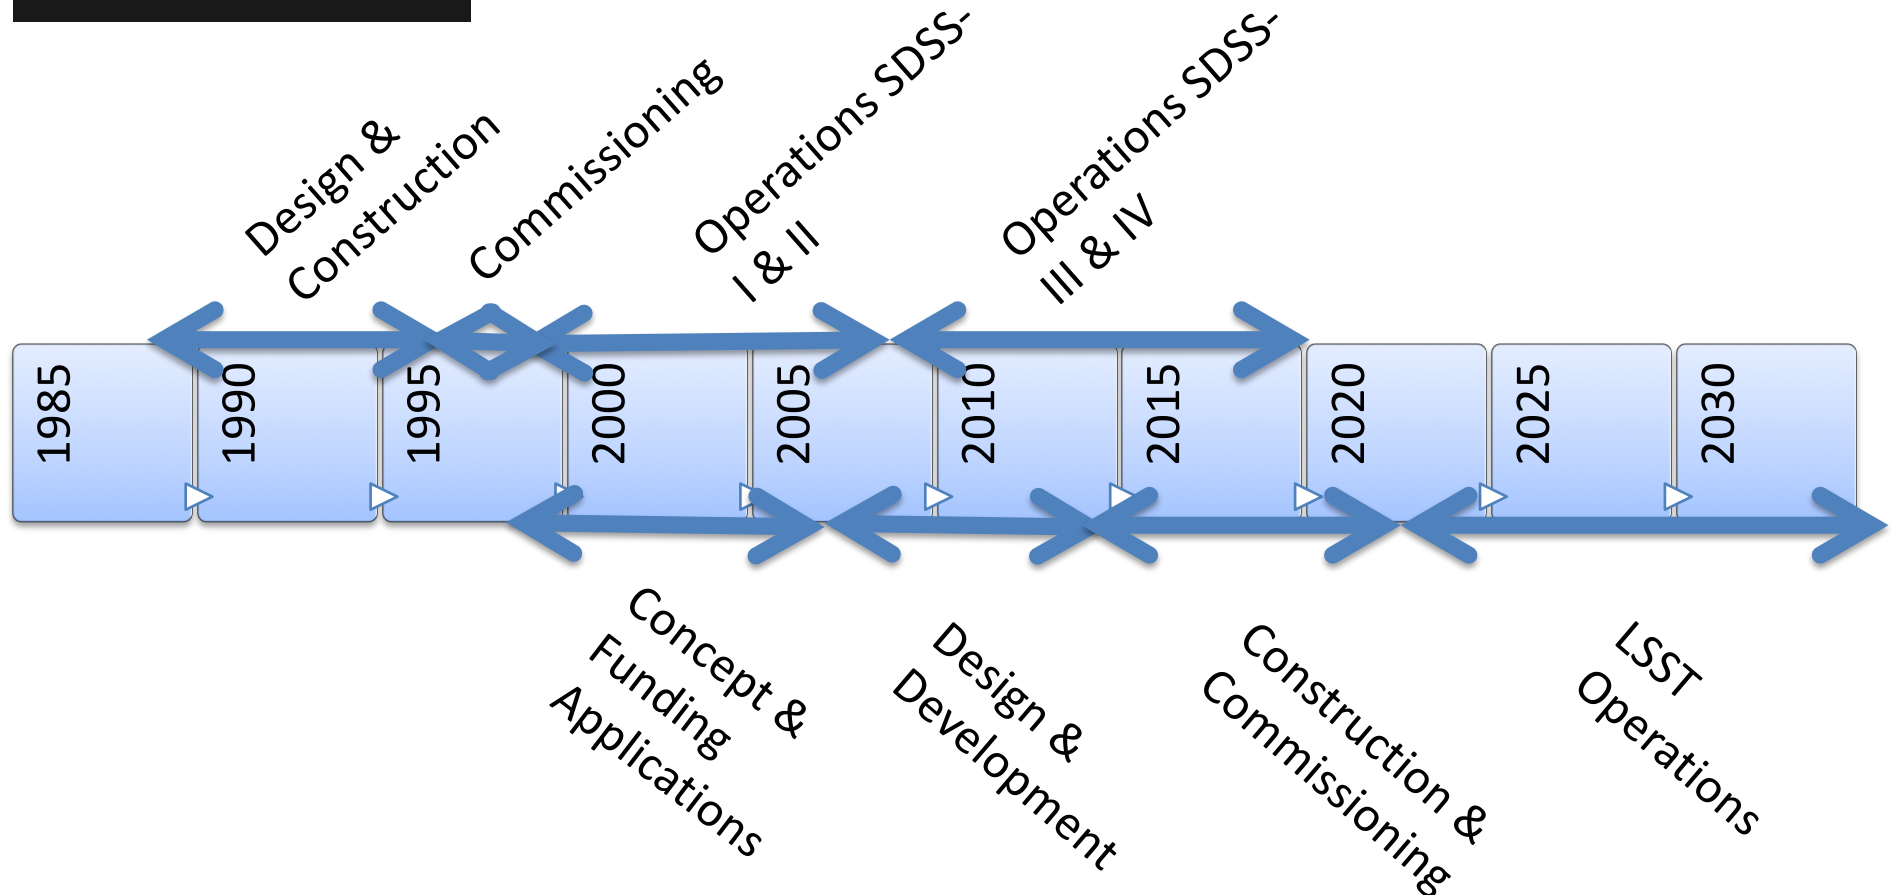 Design &
Construction
Commissioning
Operations SDSS-
I & II
Operations SDSS-
III & IV
1985
1990
1995
2000
2005
2010
2015
2020
2025
2030
Concept &
Funding
Applications
Design &
Development
Construction &
Commissioning
LSST
Operations